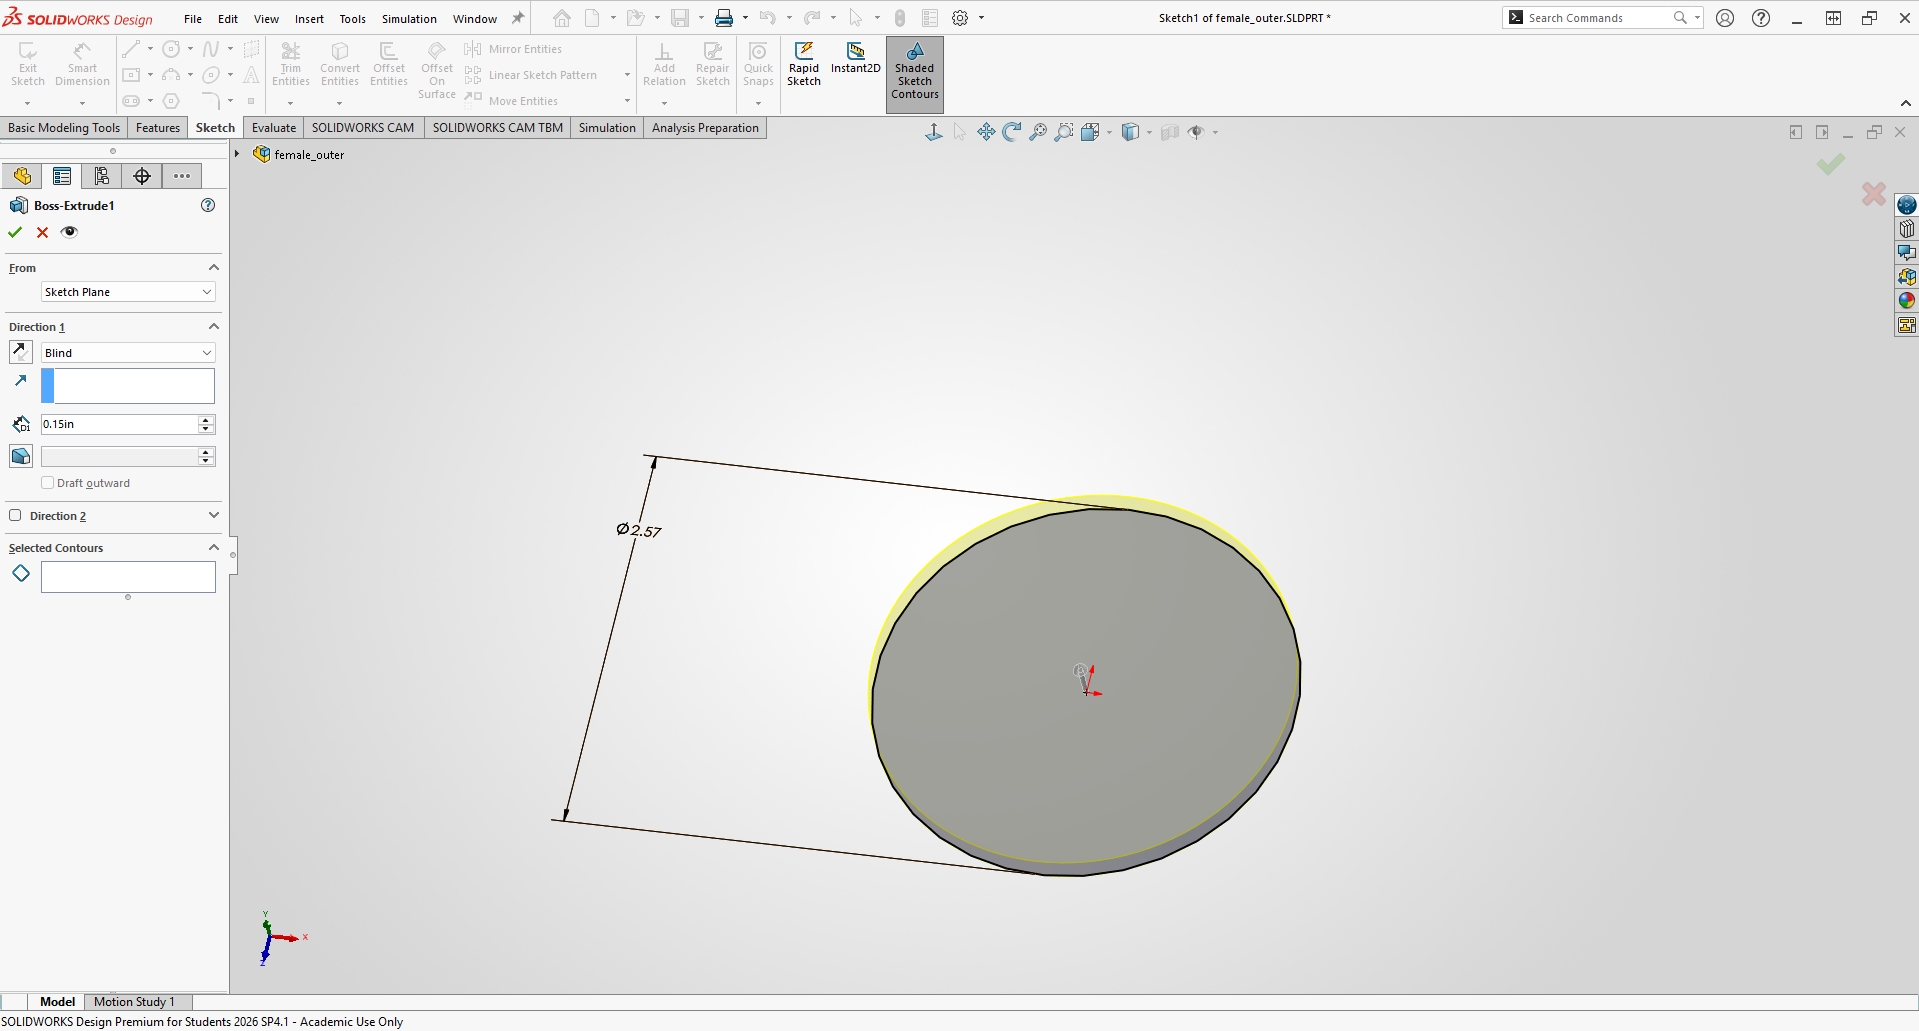 SOLIDWORKS Design
File Edit View Insert Tools Simulation Window
Sketch1 of female_outer.SLDPRT *
Search Commands
Exit Sketch
Smart Dimension
Trim Entities
Convert Entities
Offset Entities
Offset On Surface
Mirror Entities
Linear Sketch Pattern
Move Entities
Add Relation
Repair Sketch
Quick Snaps
Rapid Sketch
Instant2D
Shaded Sketch Contours
Basic Modeling Tools Features Sketch Evaluate SOLIDWORKS CAM SOLIDWORKS CAM TBM Simulation Analysis Preparation
female_outer
Boss-Extrude1
From
Sketch Plane
Direction 1
Blind
D1
0.15in
Draft outward
Direction 2
Selected Contours
Ø2.57
Y
X
Z
Model Motion Study 1
SOLIDWORKS Design Premium for Students 2026 SP4.1 - Academic Use Only